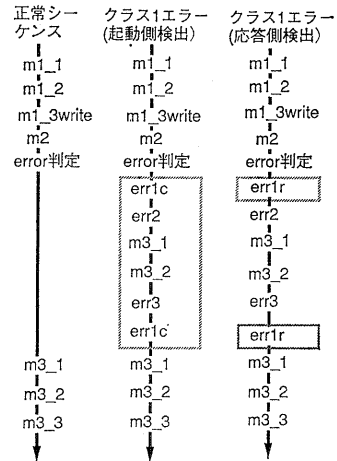 正常シー
ケンス
m1_1
m1_2
m1_3write
m2
error判定
m3_1
m3_2
m3_3
クラス1エラー
(起動側検出)
m1_1
m1_2
m1_3write
m2
error判定
err1c
err2
m3_1
m3_2
err3
err1c
m3_1
m3_2
m3_3
クラス1エラー
(応答側検出)
m1_1
m1_2
m1_3write
m2
error判定
err1r
err2
m3_1
m3_2
err3
err1r
m3_1
m3_2
m3_3